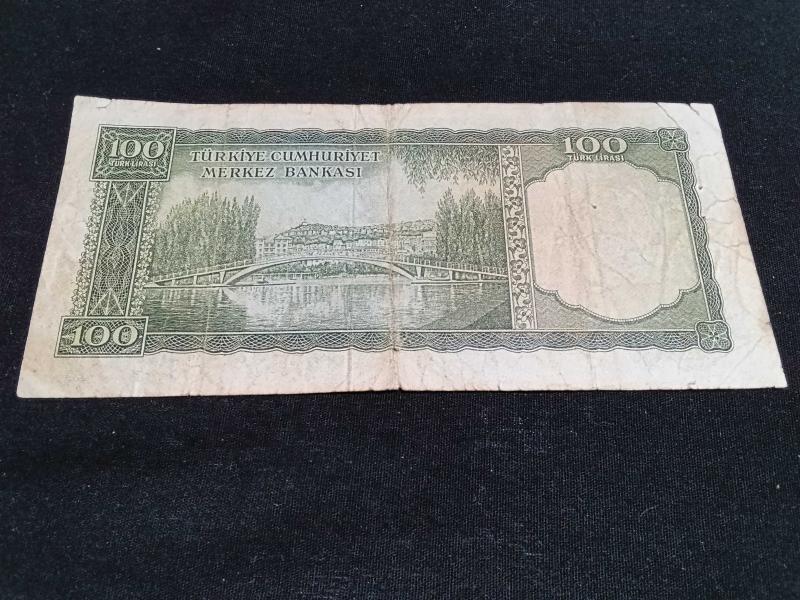 100
TÜRK LİRASI
TÜRKİYE CUMHURİYET
MERKEZ BANKASI
100
TÜRK LİRASI
100